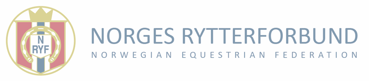 N
RYF
NORGES RYTTERFORBUND
NORWEGIAN EQUESTRIAN FEDERATION